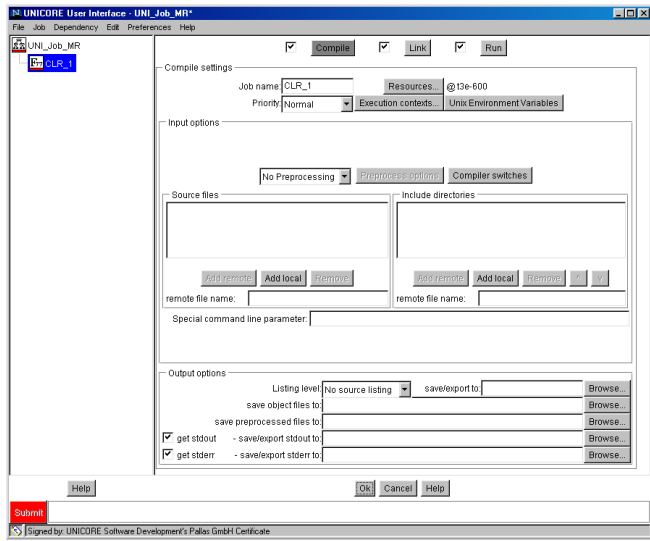 UNICORE User Interface - UNI_Job_MR*
File Job Dependency Edit Preferences Help
UNI_Job_MR
CLR_1
Compile Link Run
Compile settings
Job name: CLR_1 Resources... @t3e-600
Priority: Normal Execution contexts... Unix Environment Variables
Input options
No Preprocessing Preprocess options Compiler switches
Source files Include directories
Add remote Add local Remove Add remote Add local Remove ^ v
remote file name: remote file name:
Special command line parameter:
Output options
Listing level: No source listing save/export to: Browse...
save object files to: Browse...
save preprocessed files to: Browse...
get stdout - save/export stdout to: Browse...
get stderr - save/export stderr to: Browse...
Help Ok Cancel Help
Submit
Signed by: UNICORE Software Development's Pallas GmbH Certificate